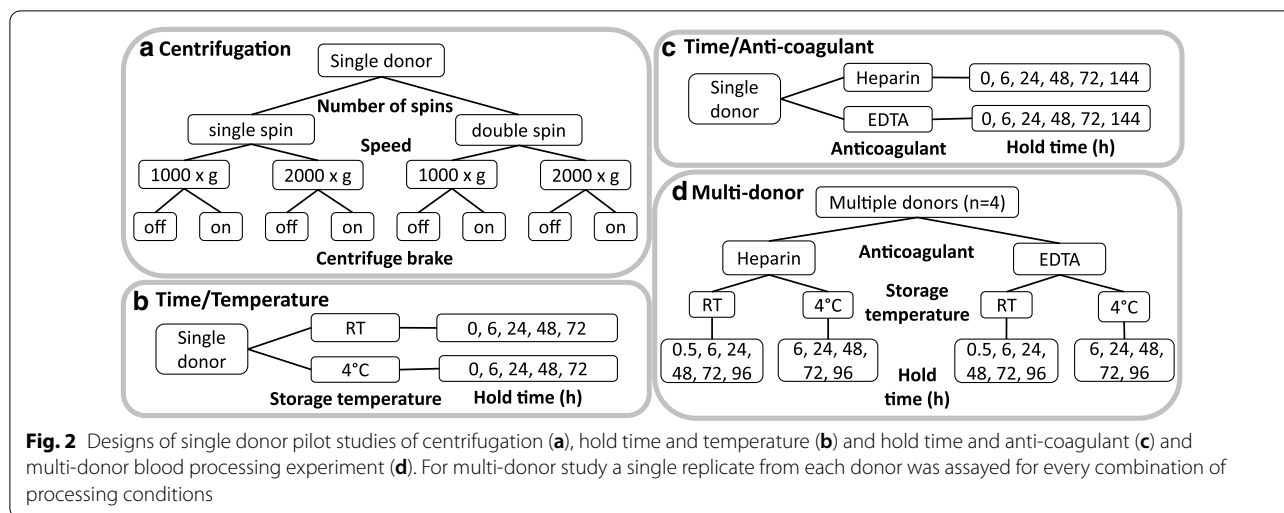 a Centrifugation
Single donor
Number of spins
single spin
double spin
Speed
1000 x g
2000 x g
1000 x g
2000 x g
off
on
off
on
off
on
off
on
Centrifuge brake
b Time/Temperature
Single
donor
RT
0, 6, 24, 48, 72
4°C
0, 6, 24, 48, 72
Storage temperature
Hold time (h)
c Time/Anti-coagulant
Single
donor
Heparin
0, 6, 24, 48, 72, 144
EDTA
0, 6, 24, 48, 72, 144
Anticoagulant
Hold time (h)
d Multi-donor
Multiple donors (n=4)
Anticoagulant
Heparin
EDTA
Storage
temperature
RT
4°C
RT
4°C
0.5, 6, 24,
48, 72, 96
6, 24, 48,
72, 96
0.5, 6, 24,
48, 72, 96
6, 24, 48,
72, 96
Hold
time (h)
Fig. 2 Designs of single donor pilot studies of centrifugation (a), hold time and temperature (b) and hold time and anti-coagulant (c) and
multi-donor blood processing experiment (d). For multi-donor study a single replicate from each donor was assayed for every combination of
processing conditions